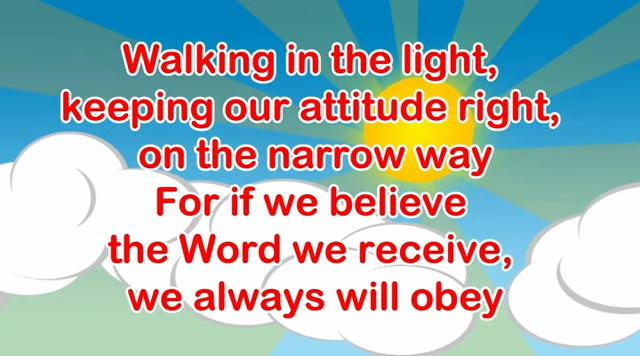 Walking in the light,
keeping our attitude right,
on the narrow way
For if we believe
the Word we receive,
we always will obey